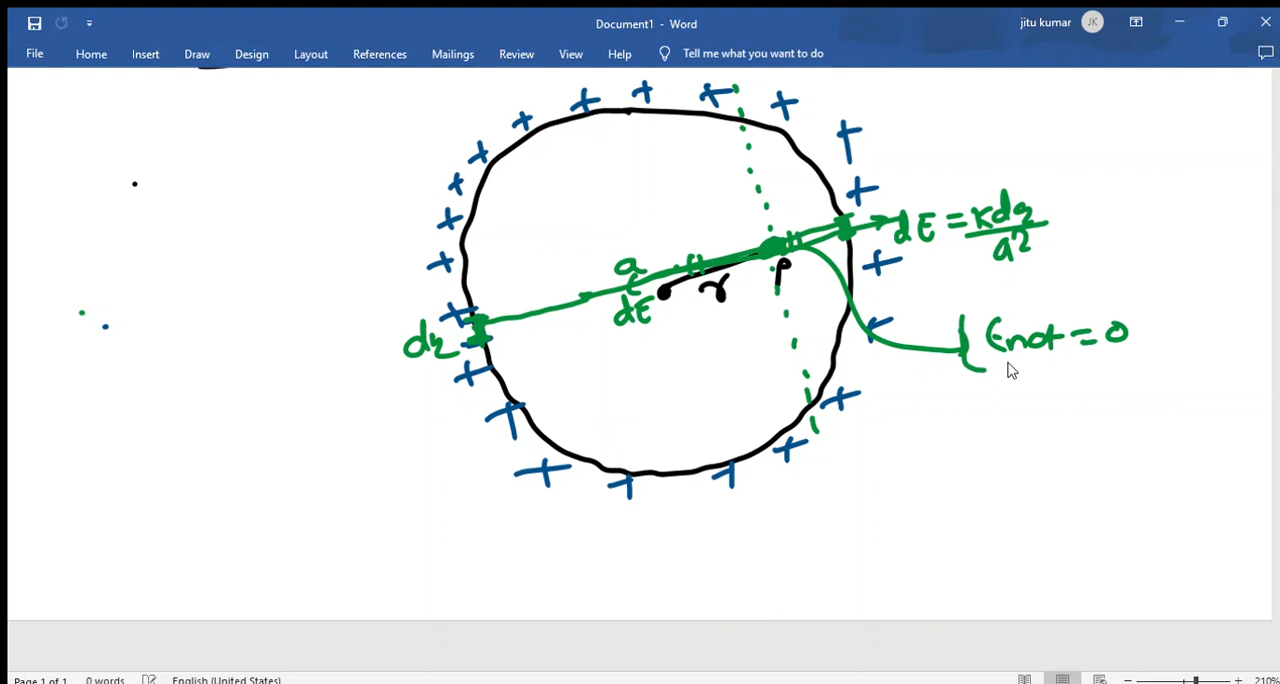 Document1 - Word
jitu kumar
JK
File Home Insert Draw Design Layout References Mailings Review View Help Tell me what you want to do
dE = Kdq
a²
a
dE
r
P
dq
Enet = 0
Page 1 of 1 0 words English (United States) 210%